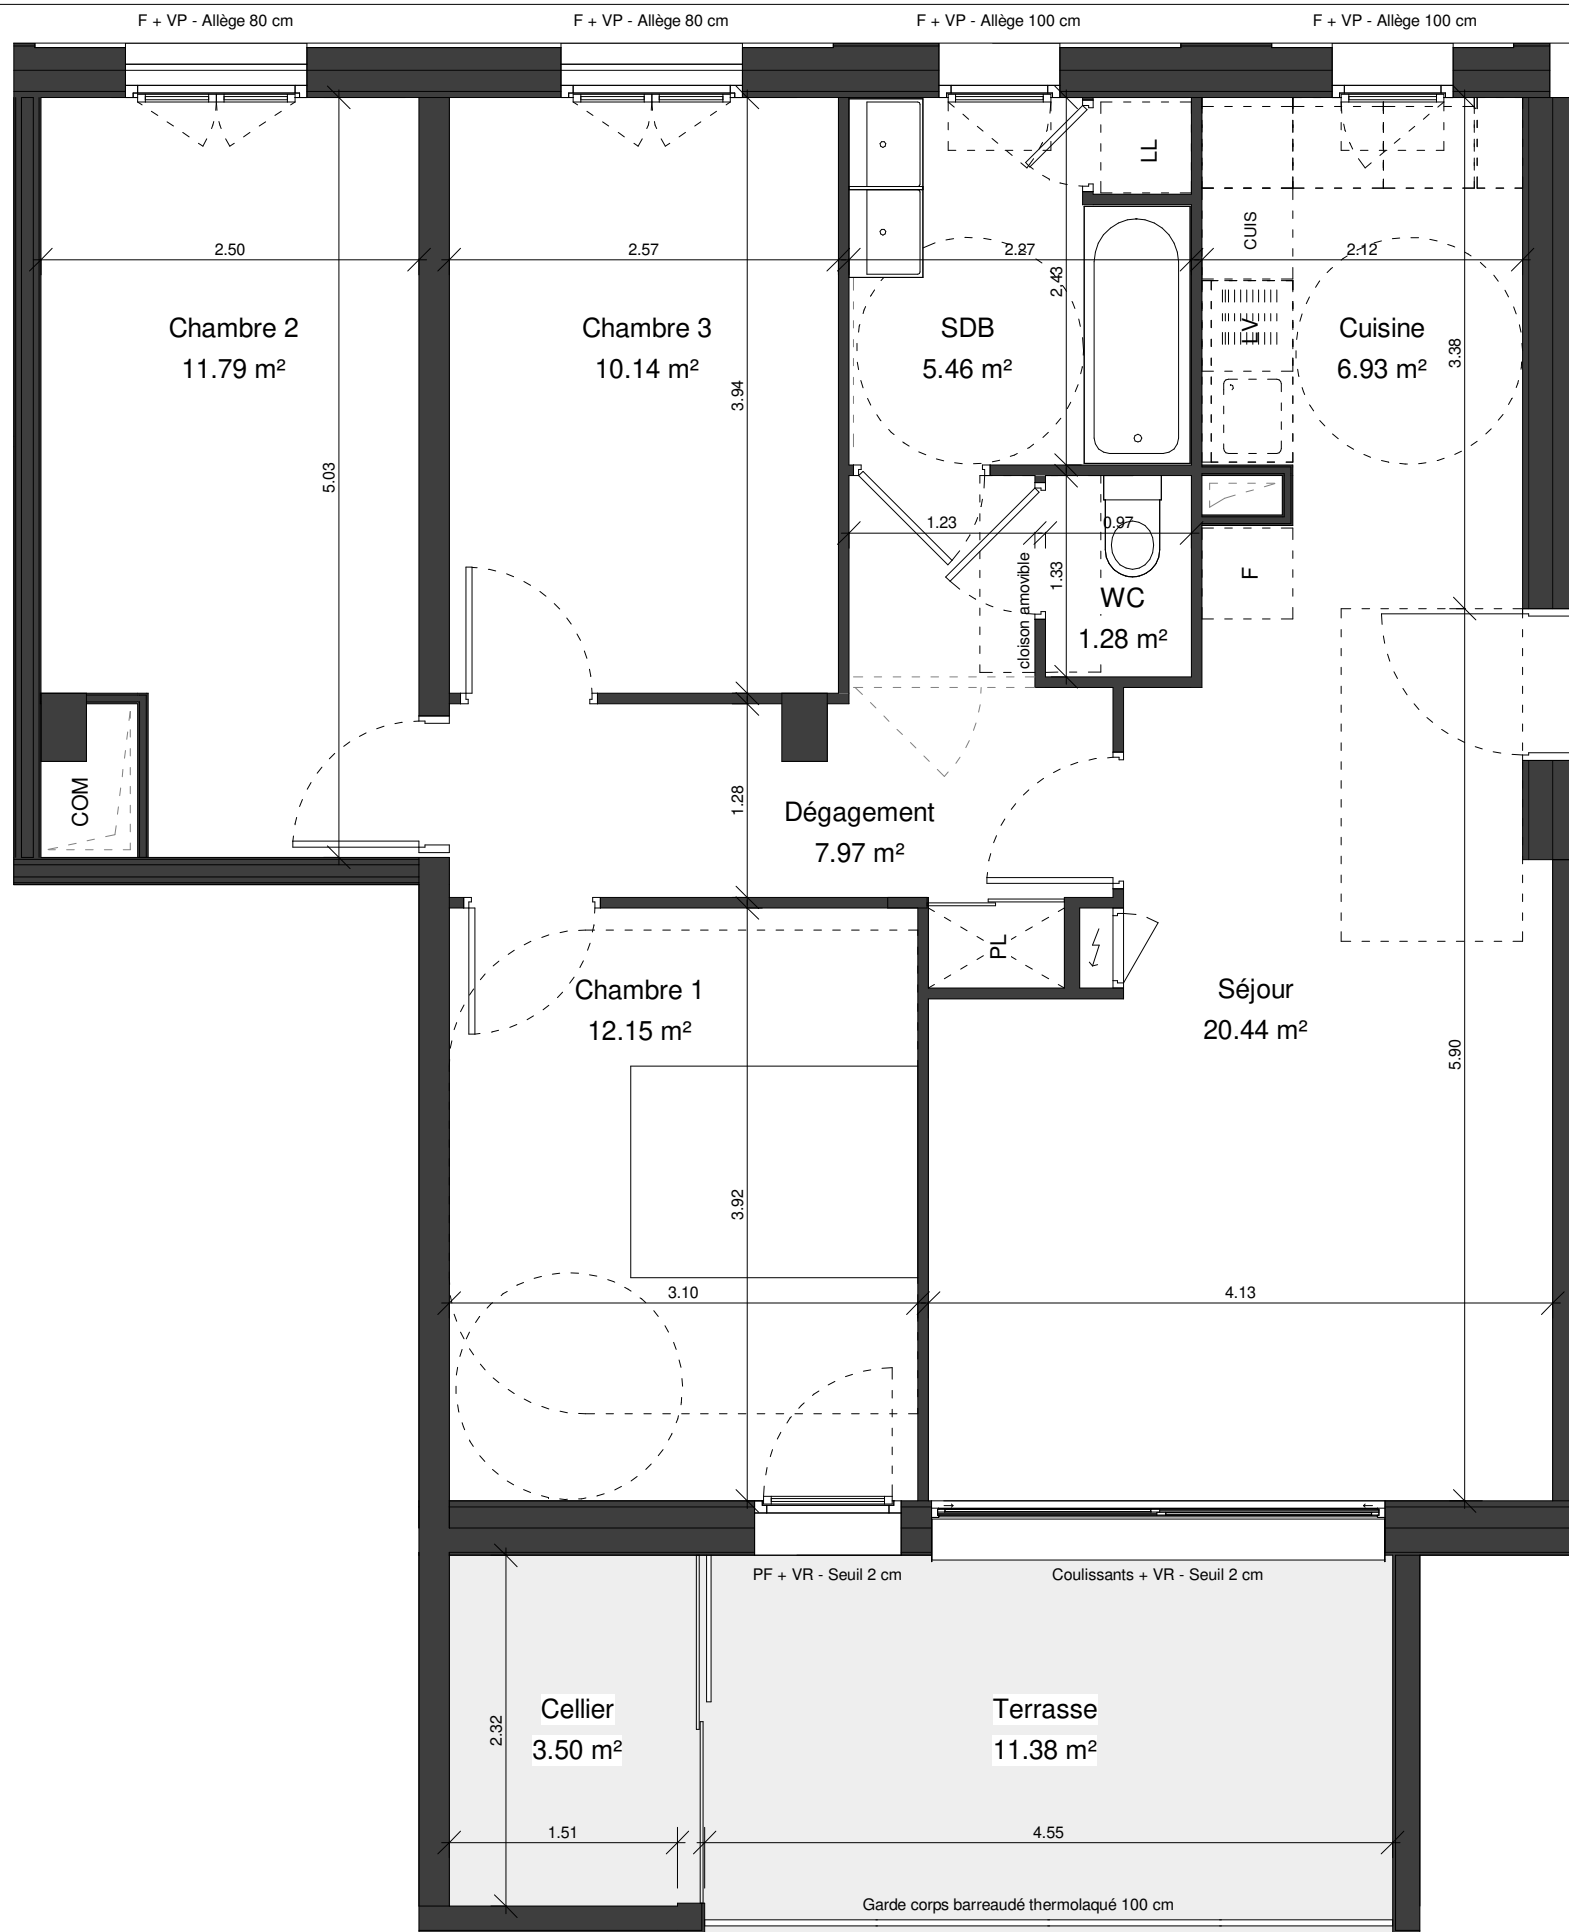 F + VP - Allège 80 cm
F + VP - Allège 80 cm
F + VP - Allège 100 cm
F + VP - Allège 100 cm
LL
CUIS
2.50
2.57
2.27
2.12
2.43
Chambre 2
11.79 m²
Chambre 3
10.14 m²
SDB
5.46 m²
LV
Cuisine
6.93 m²
3.38
3.94
5.03
1.23
0.97
cloison amovible
1.33
F
WC
1.28 m²
COM
1.28
Dégagement
7.97 m²
PL
Chambre 1
12.15 m²
Séjour
20.44 m²
5.90
3.92
3.10
4.13
PF + VR - Seuil 2 cm
Coulissants + VR - Seuil 2 cm
2.32
Cellier
3.50 m²
Terrasse
11.38 m²
1.51
4.55
Garde corps barreaudé thermolaqué 100 cm